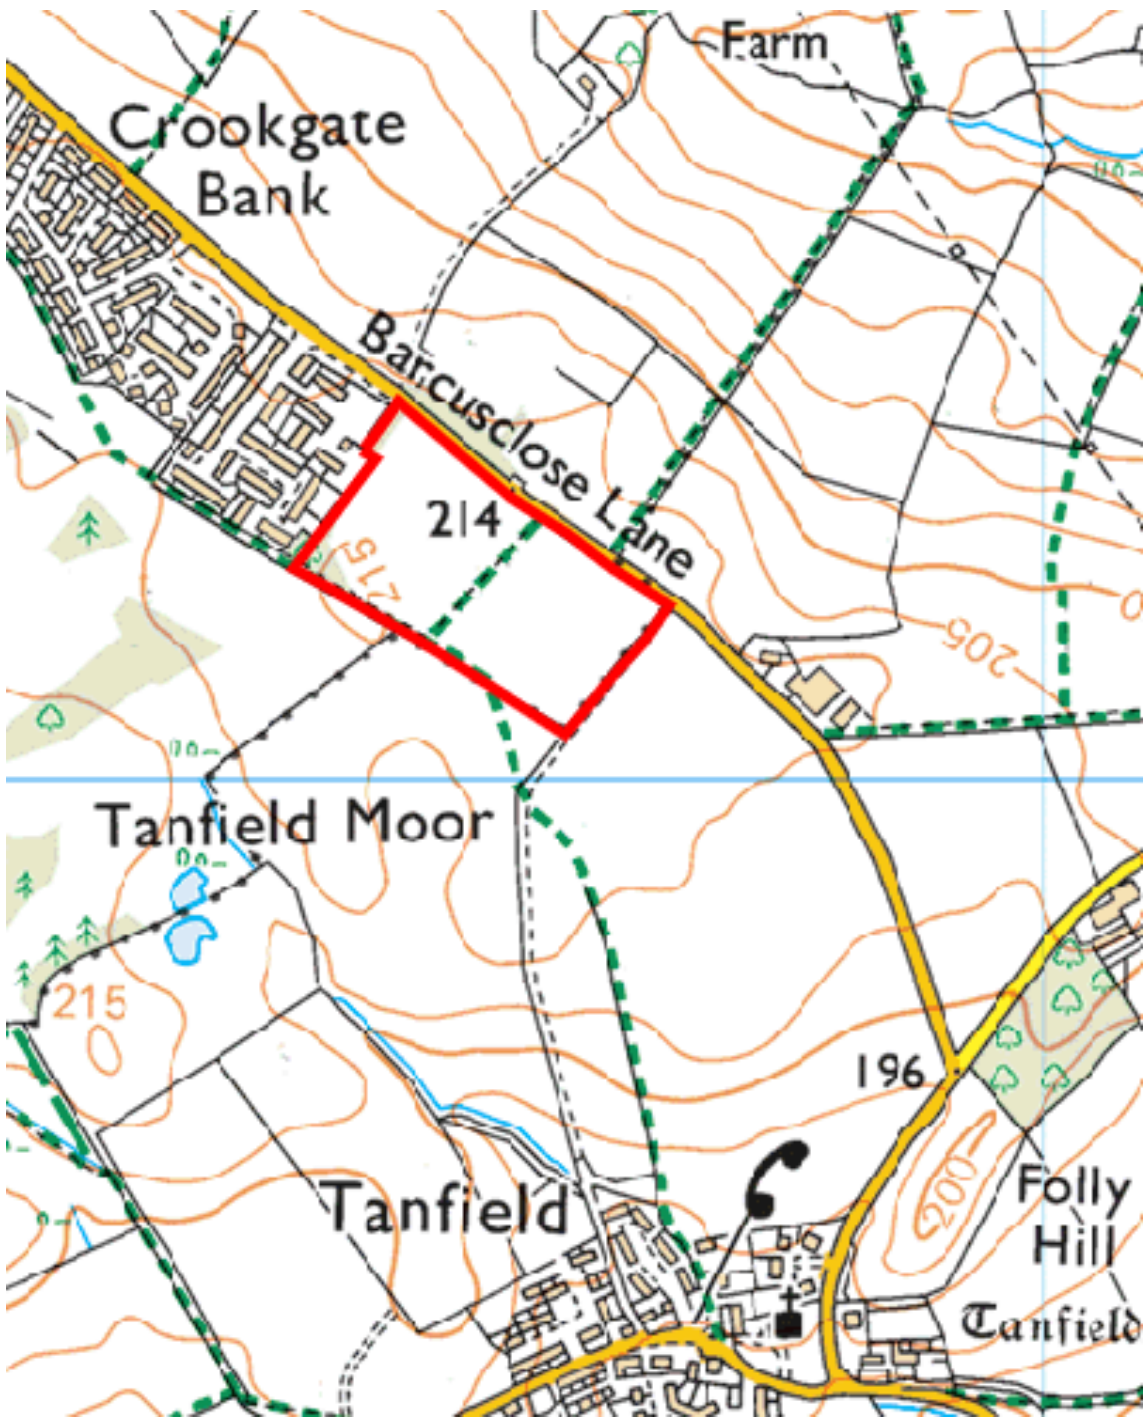 Farm
Crookgate
Bank
Barcusclose Lane
214
215
205
Tanfield Moor
215
196
Tanfield
200
Folly
Hill
Tanfield